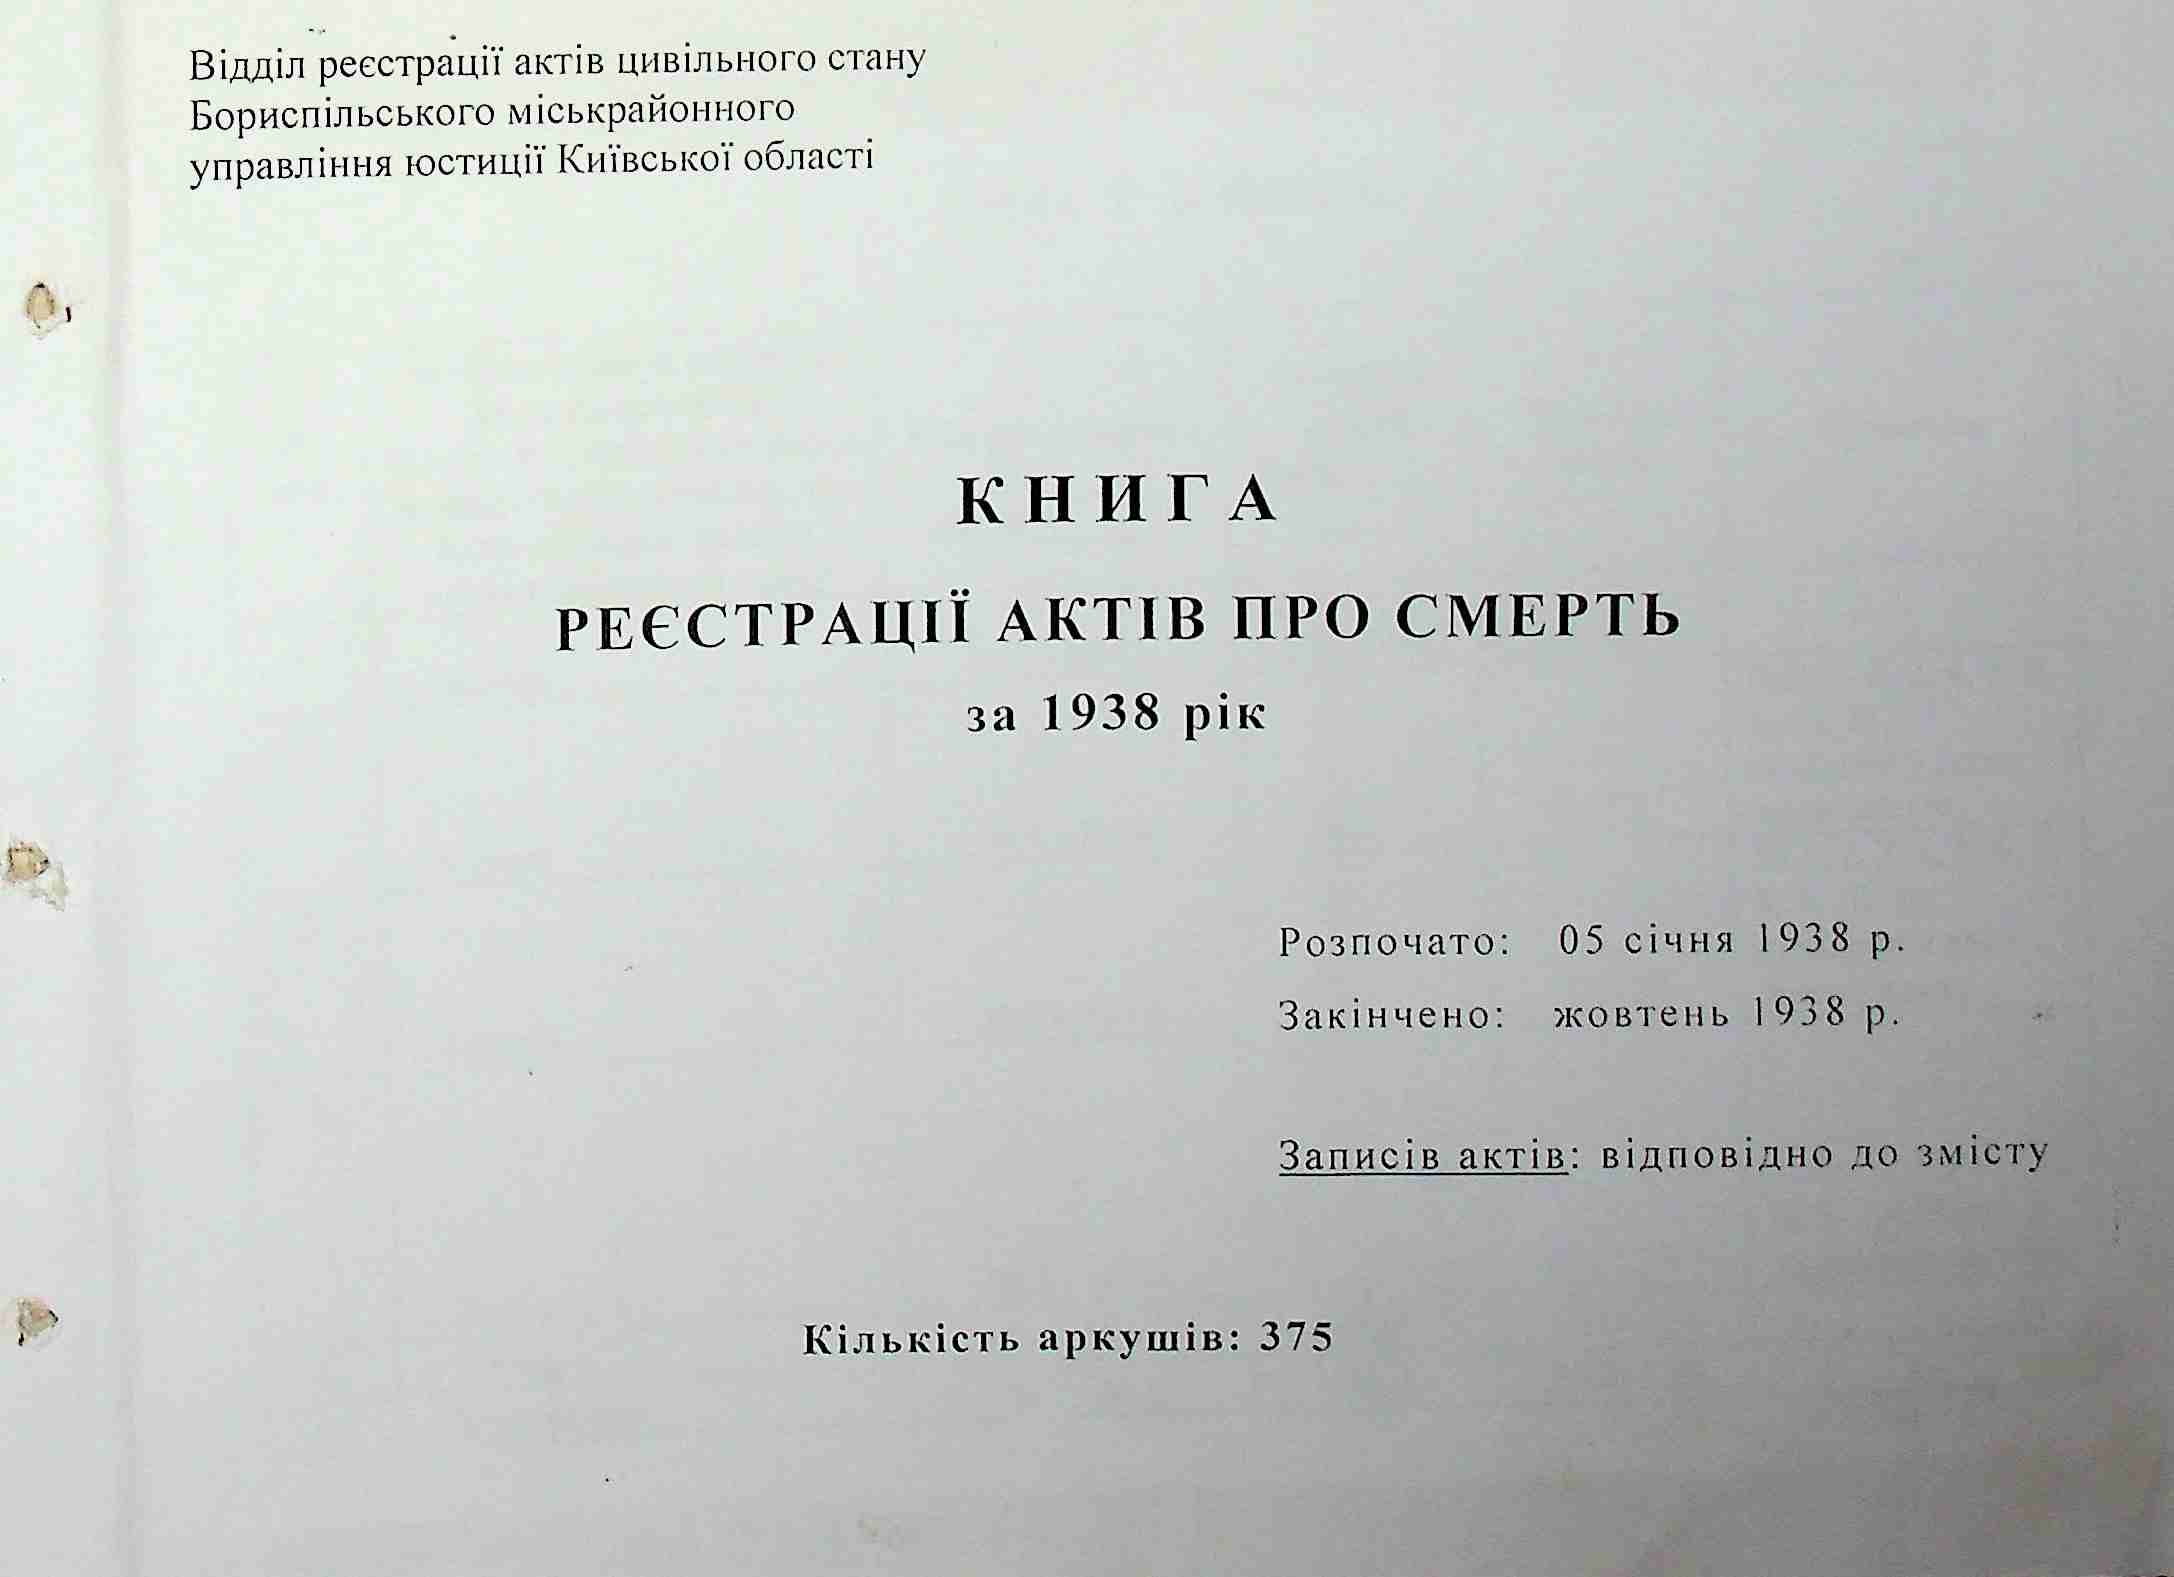 Відділ реєстрації актів цивільного стану
Бориспільського міськрайонного
управління юстиції Київської області
КНИГА
РЕЄСТРАЦІЇ АКТІВ ПРО СМЕРТЬ
за 1938 рік
Розпочато: 05 січня 1938 р.
Закінчено: жовтень 1938 р.
Записів актів: відповідно до змісту
Кількість аркушів: 375